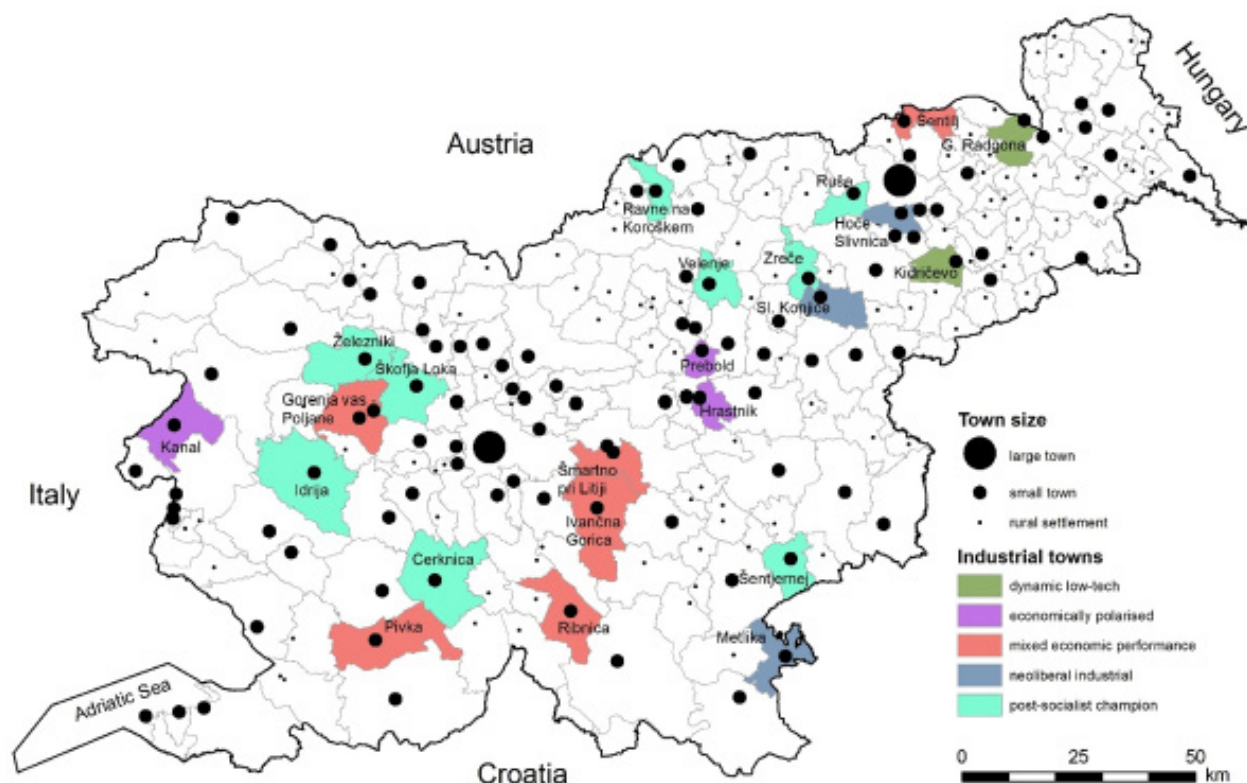 Hungary
Austria
Šentilj
G. Radgona
Ruše
Ravne na
Koroškem
Hoče -
Slivnica
Velenje
Zreče
Kidričevo
Sl. Konjice
Železniki
Prebold
Škofja Loka
Gorenja vas -
Poljane
Hrastnik
Kanal
Town size
large town
Šmartno
pri Litiji
Italy
Idrija
small town
Ivančna
Gorica
rural settlement
Industrial towns
Cerknica
Šentjernej
dynamic low-tech
economically polarised
Pivka
Ribnica
Metlika
mixed economic performance
neoliberal industrial
Adriatic Sea
post-socialist champion
Croatia
0 25 50
km